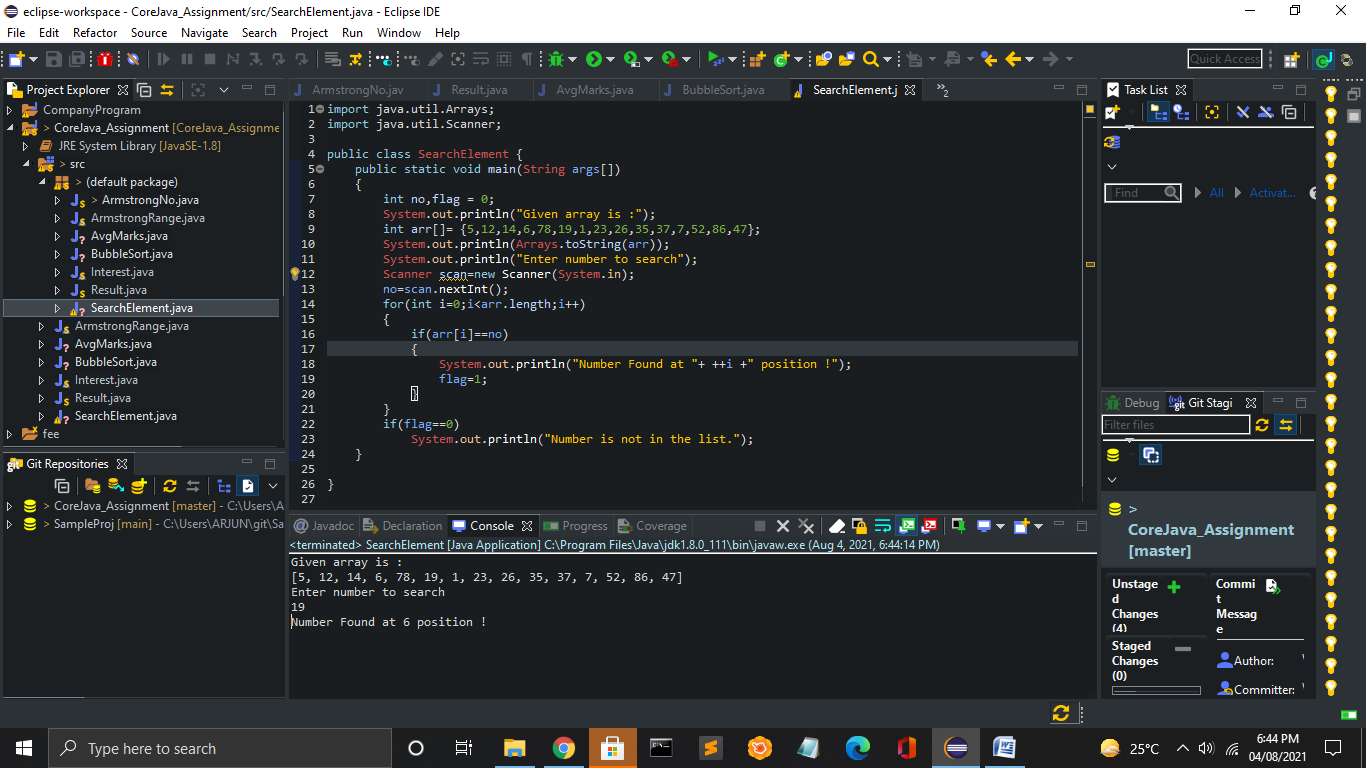 eclipse-workspace - CoreJava_Assignment/src/SearchElement.java - Eclipse IDE
File Edit Refactor Source Navigate Search Project Run Window Help
Quick Access
Project Explorer
CompanyProgram
> CoreJava_Assignment [CoreJava_Assignme
JRE System Library [JavaSE-1.8]
> src
> (default package)
> ArmstrongNo.java
ArmstrongRange.java
AvgMarks.java
BubbleSort.java
Interest.java
Result.java
SearchElement.java
ArmstrongRange.java
AvgMarks.java
BubbleSort.java
Interest.java
Result.java
SearchElement.java
fee
Git Repositories
> CoreJava_Assignment [master] - C:\Users\A
> SampleProj [main] - C:\Users\ARJUN\git\Sa
ArmstrongNo.jav Result.java AvgMarks.java BubbleSort.java SearchElement.j »2
1 import java.util.Arrays;
2 import java.util.Scanner;
3
4 public class SearchElement {
5 public static void main(String args[])
6 {
7 int no,flag = 0;
8 System.out.println("Given array is :");
9 int arr[]= {5,12,14,6,78,19,1,23,26,35,37,7,52,86,47};
10 System.out.println(Arrays.toString(arr));
11 System.out.println("Enter number to search");
12 Scanner scan=new Scanner(System.in);
13 no=scan.nextInt();
14 for(int i=0;i<arr.length;i++)
15 {
16 if(arr[i]==no)
17 {
18 System.out.println("Number Found at "+ ++i +" position !");
19 flag=1;
20 }
21 }
22 if(flag==0)
23 System.out.println("Number is not in the list.");
24 }
25
26 }
27
@ Javadoc Declaration Console Progress Coverage
<terminated> SearchElement [Java Application] C:\Program Files\Java\jdk1.8.0_111\bin\javaw.exe (Aug 4, 2021, 6:44:14 PM)
Given array is :
[5, 12, 14, 6, 78, 19, 1, 23, 26, 35, 37, 7, 52, 86, 47]
Enter number to search
19
Number Found at 6 position !
Task List
Find All Activat...
Debug Git Stagi
Filter files
>
CoreJava_Assignment
[master]
Unstage
d
Changes
(4)
Staged
Changes
(0)
Commi
t
Messag
e
Author:
Committer:
Type here to search
25°C
6:44 PM
04/08/2021